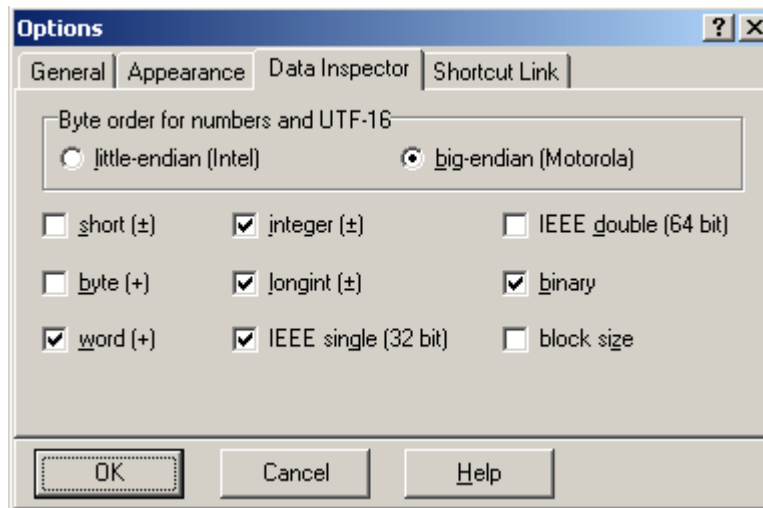 Options
General Appearance Data Inspector Shortcut Link
Byte order for numbers and UTF-16
little-endian (Intel) big-endian (Motorola)
short (±) integer (±) IEEE double (64 bit)
byte (+) longint (±) binary
word (+) IEEE single (32 bit) block size
OK Cancel Help